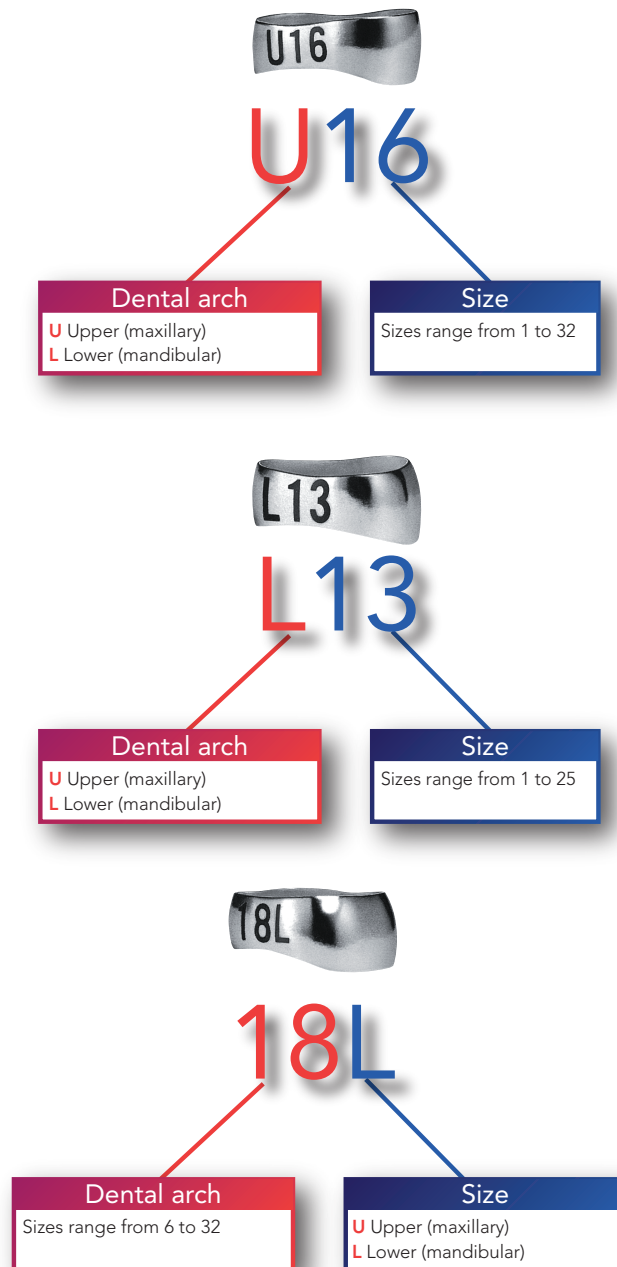 U16
U16
Dental arch
U Upper (maxillary)
L Lower (mandibular)
Size
Sizes range from 1 to 32
L13
L13
Dental arch
U Upper (maxillary)
L Lower (mandibular)
Size
Sizes range from 1 to 25
18L
18L
Dental arch
Sizes range from 6 to 32
Size
U Upper (maxillary)
L Lower (mandibular)